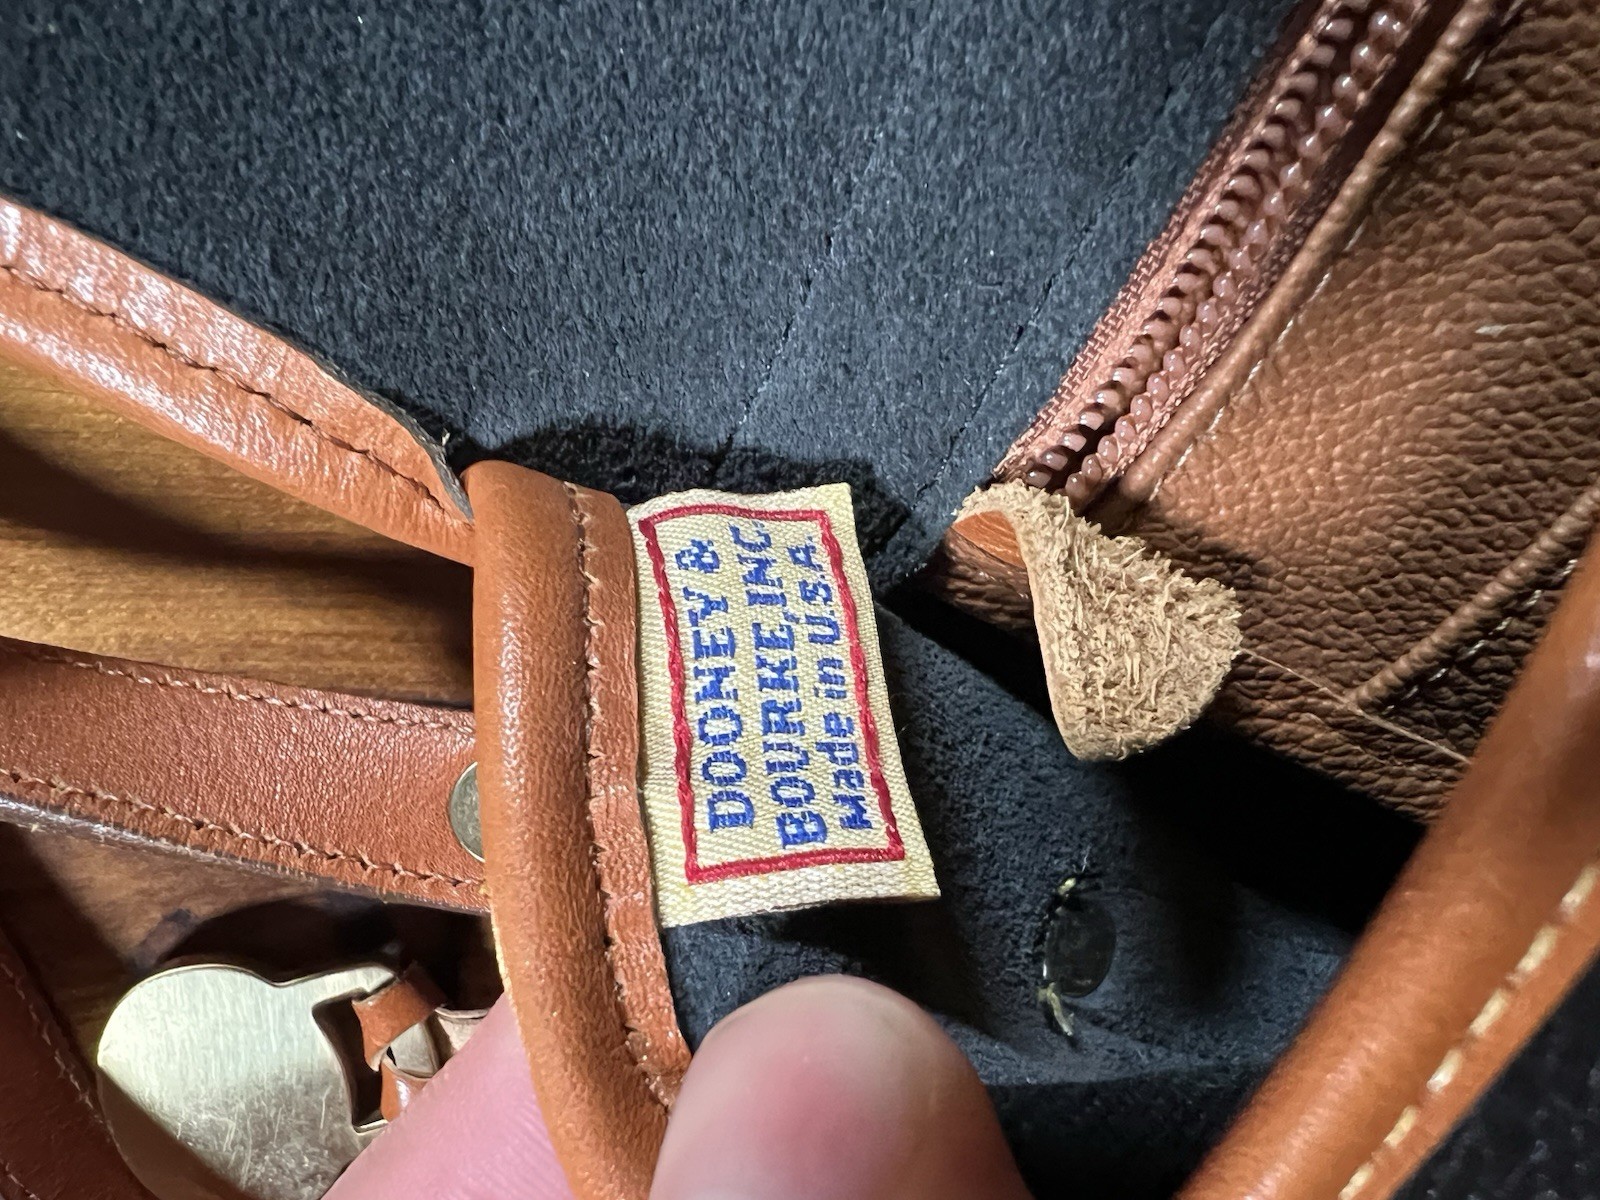 DOONEY &
BOURKE, INC.
Made in U.S.A.